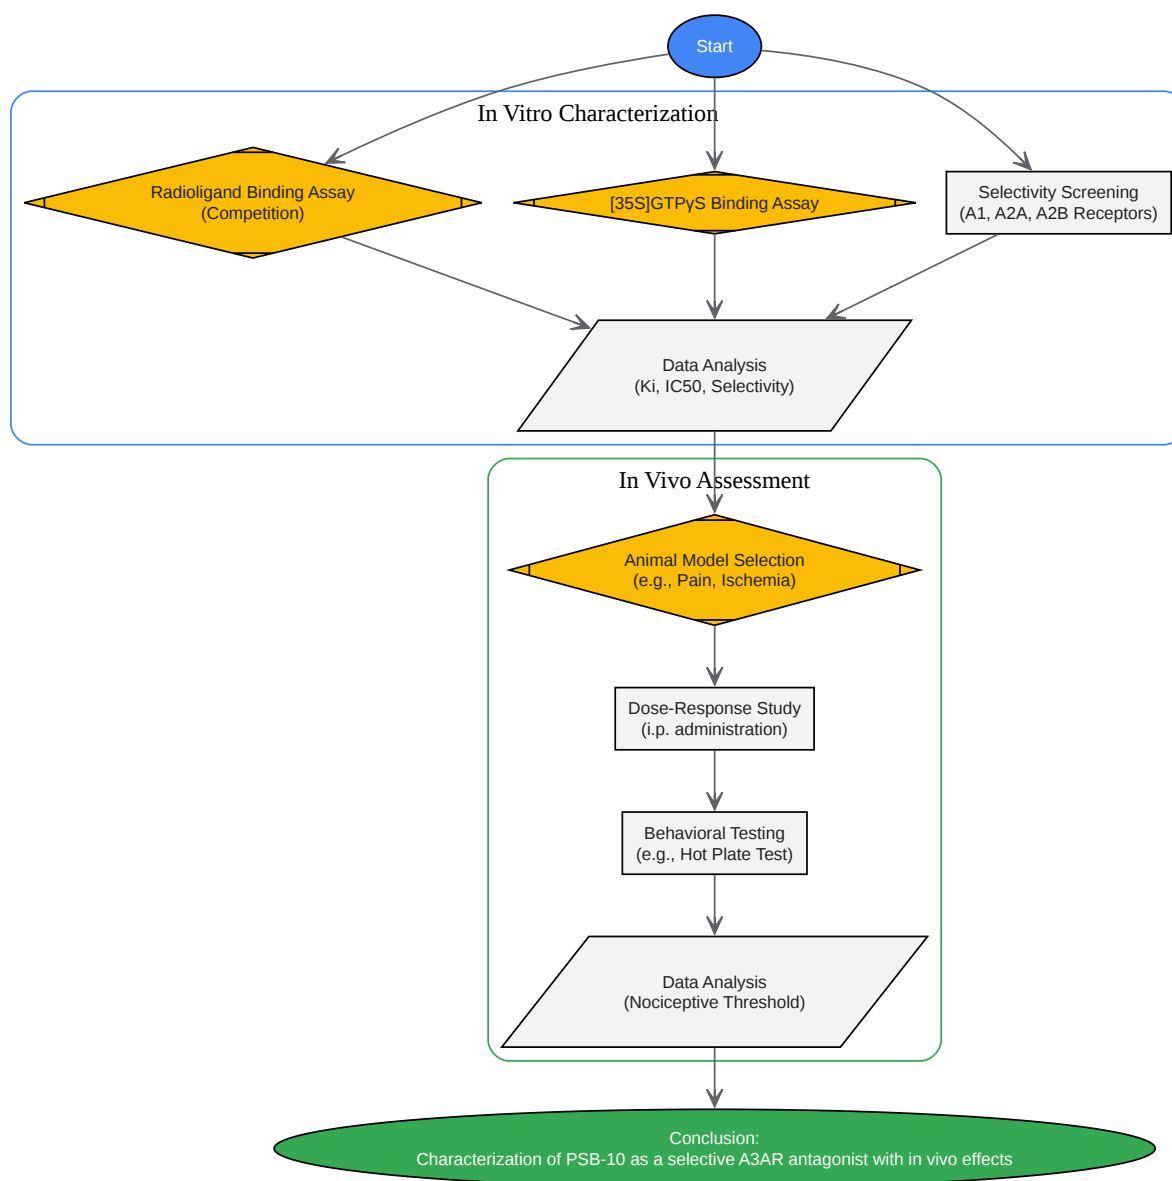 Start
In Vitro Characterization
Radioligand Binding Assay
(Competition)
[35S]GTPγS Binding Assay
Selectivity Screening
(A1, A2A, A2B Receptors)
Data Analysis
(Ki, IC50, Selectivity)
In Vivo Assessment
Animal Model Selection
(e.g., Pain, Ischemia)
Dose-Response Study
(i.p. administration)
Behavioral Testing
(e.g., Hot Plate Test)
Data Analysis
(Nociceptive Threshold)
Conclusion:
Characterization of PSB-10 as a selective A3AR antagonist with in vivo effects